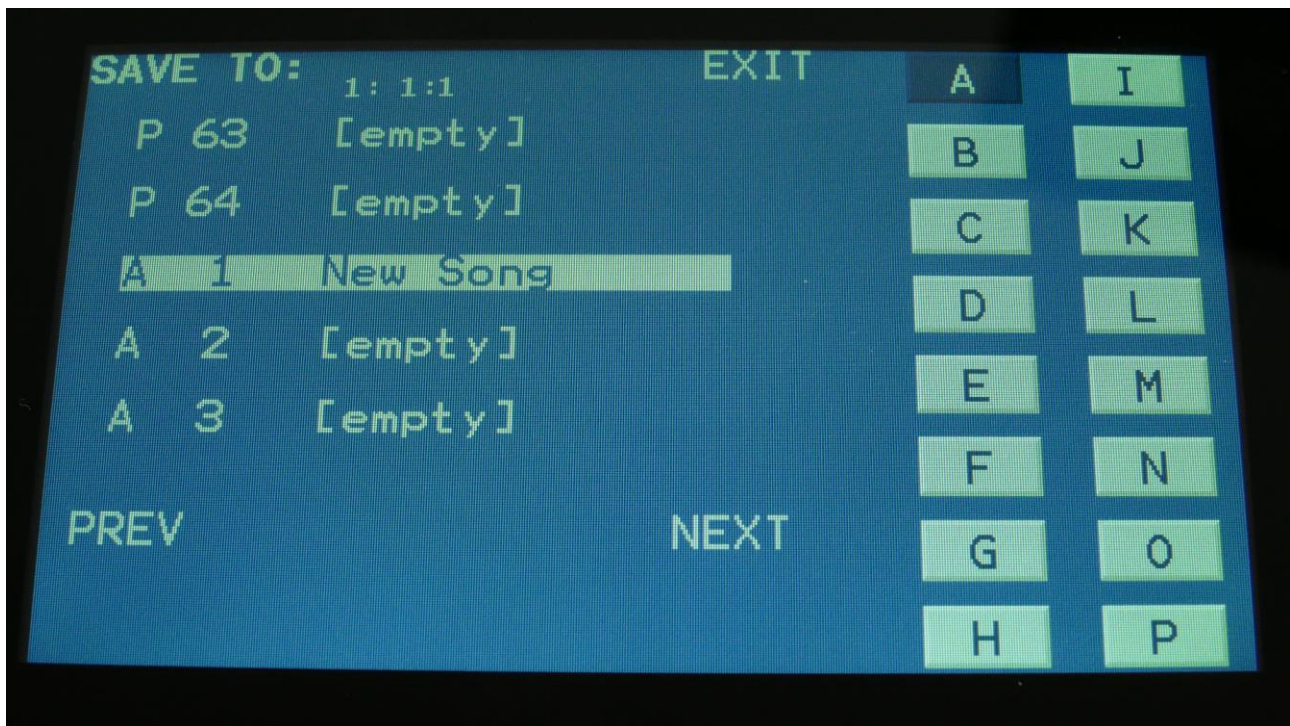 SAVE TO:
1: 1:1
EXIT
P 63 [empty]
P 64 [empty]
A 1 New Song
A 2 [empty]
A 3 [empty]
PREV
NEXT
A
I
B
J
C
K
D
L
E
M
F
N
G
O
H
P